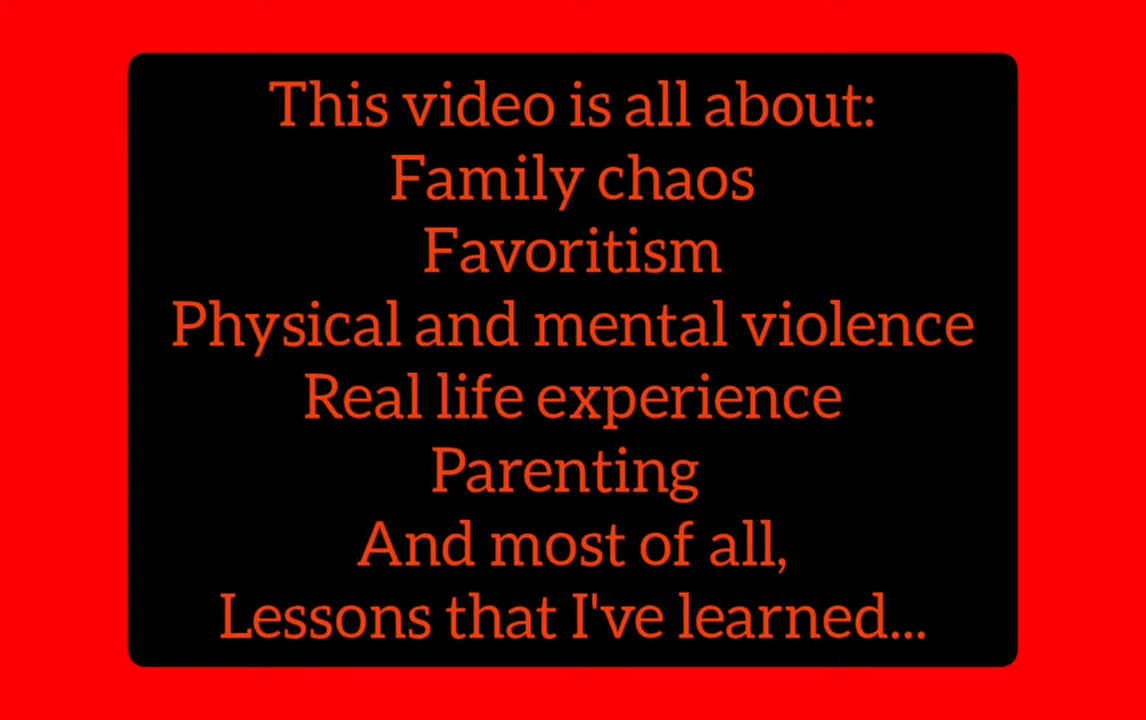 This video is all about:
Family chaos
Favoritism
Physical and mental violence
Real life experience
Parenting
And most of all,
Lessons that I've learned...